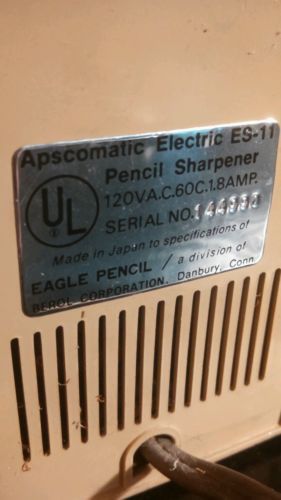 Apscomatic Electric ES-11
Pencil Sharpener
120VA.C.60C.1.8AMP.
UL
SERIAL NO.
Made in Japan to specifications of
EAGLE PENCIL / a division of
BEROL CORPORATION. Danbury, Conn.